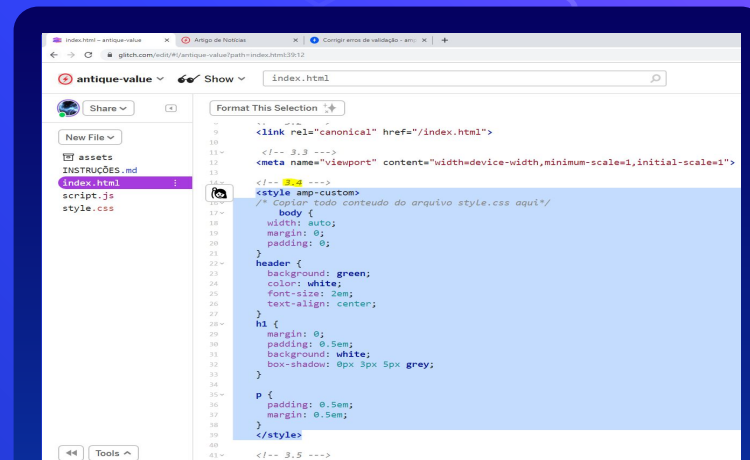 index.html – antique-value
Artigo de Notícias
Corrigir erros de validação - amp
glitch.com/edit/#!/antique-value?path=index.html:39:12
antique-value
Show
index.html
Share
Format This Selection
New File
assets
INSTRUÇÕES.md
index.html
script.js
style.css
9 <link rel="canonical" href="/index.html">
10
11 <!-- 3.3 --->
12 <meta name="viewport" content="width=device-width,minimum-scale=1,initial-scale=1">
13
14 <!-- 3.4 --->
<style amp-custom>
16 /* Copiar todo conteudo do arquivo style.css aqui*/
17 body {
18 width: auto;
19 margin: 0;
20 padding: 0;
21 }
22 header {
23 background: green;
24 color: white;
25 font-size: 2em;
26 text-align: center;
27 }
28 h1 {
29 margin: 0;
30 padding: 0.5em;
31 background: white;
32 box-shadow: 0px 3px 5px grey;
33 }
34
35 p {
36 padding: 0.5em;
37 margin: 0.5em;
38 }
39 </style>
40
41 <!-- 3.5 --->
Tools